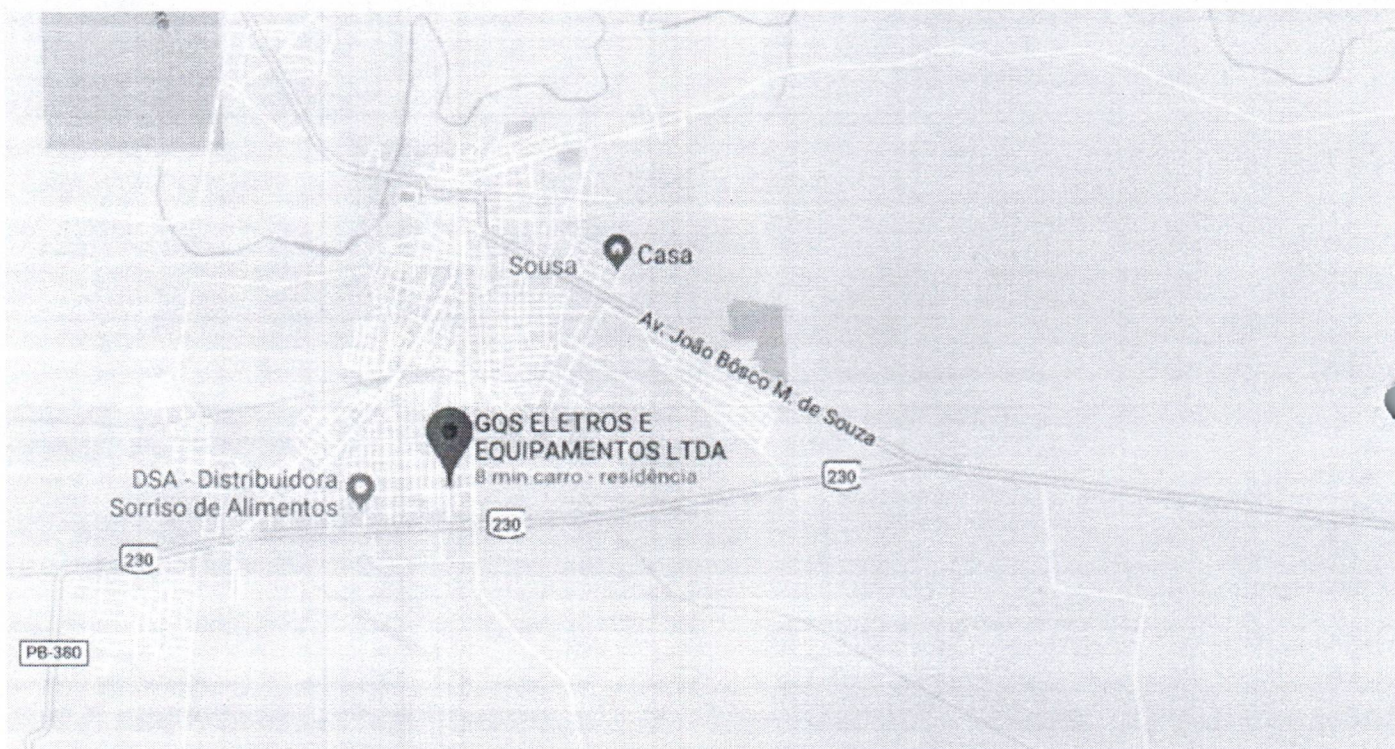 Sousa
Casa
Av. João Bôsco M. de Souza
GQS ELETROS E
EQUIPAMENTOS LTDA
8 min carro - residência
DSA - Distribuidora
Sorriso de Alimentos
230
230
230
PB-380